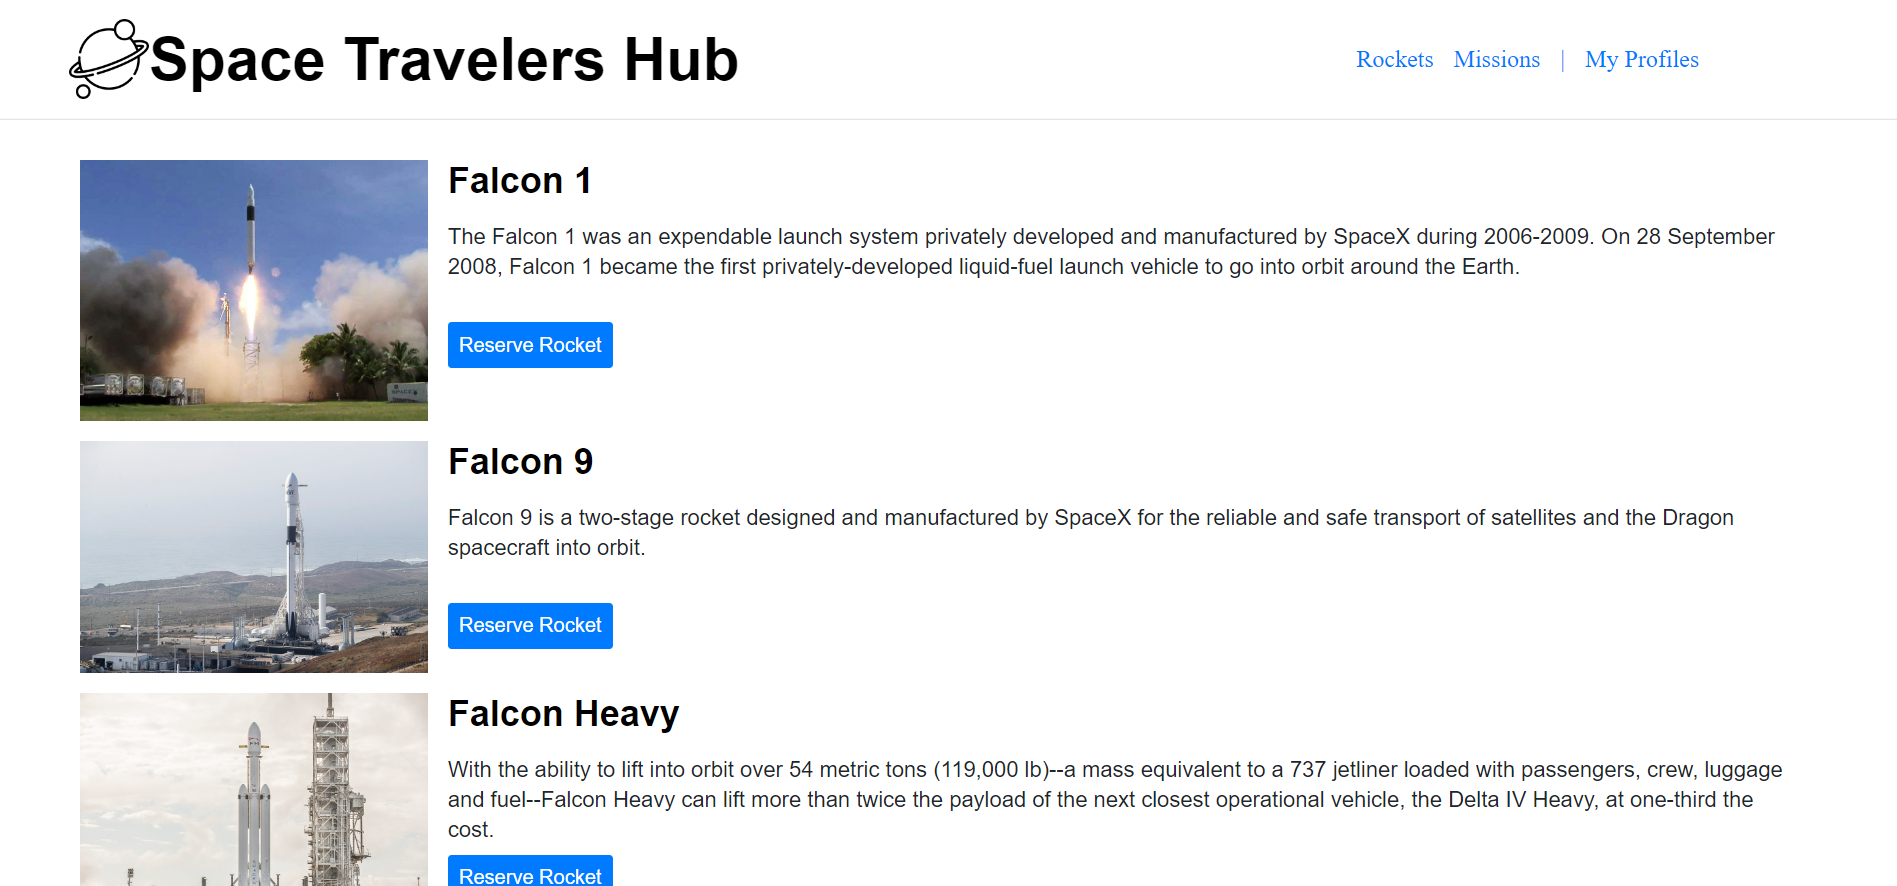 Space Travelers Hub
Rockets Missions | My Profiles
Falcon 1
The Falcon 1 was an expendable launch system privately developed and manufactured by SpaceX during 2006-2009. On 28 September
2008, Falcon 1 became the first privately-developed liquid-fuel launch vehicle to go into orbit around the Earth.
Reserve Rocket
Falcon 9
Falcon 9 is a two-stage rocket designed and manufactured by SpaceX for the reliable and safe transport of satellites and the Dragon
spacecraft into orbit.
Reserve Rocket
Falcon Heavy
With the ability to lift into orbit over 54 metric tons (119,000 lb)--a mass equivalent to a 737 jetliner loaded with passengers, crew, luggage
and fuel--Falcon Heavy can lift more than twice the payload of the next closest operational vehicle, the Delta IV Heavy, at one-third the
cost.
Reserve Rocket